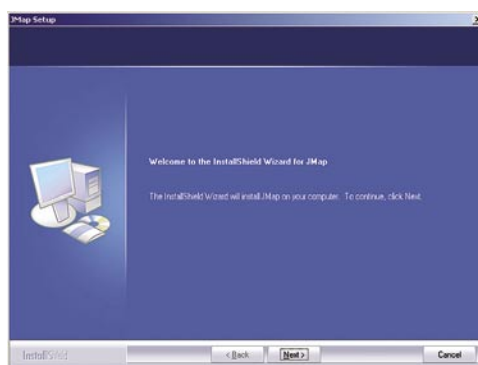 JMap Setup
Welcome to the InstallShield Wizard for JMap
The InstallShield Wizard will install JMap on your computer. To continue, click Next.
InstallShield
< Back
Next >
Cancel